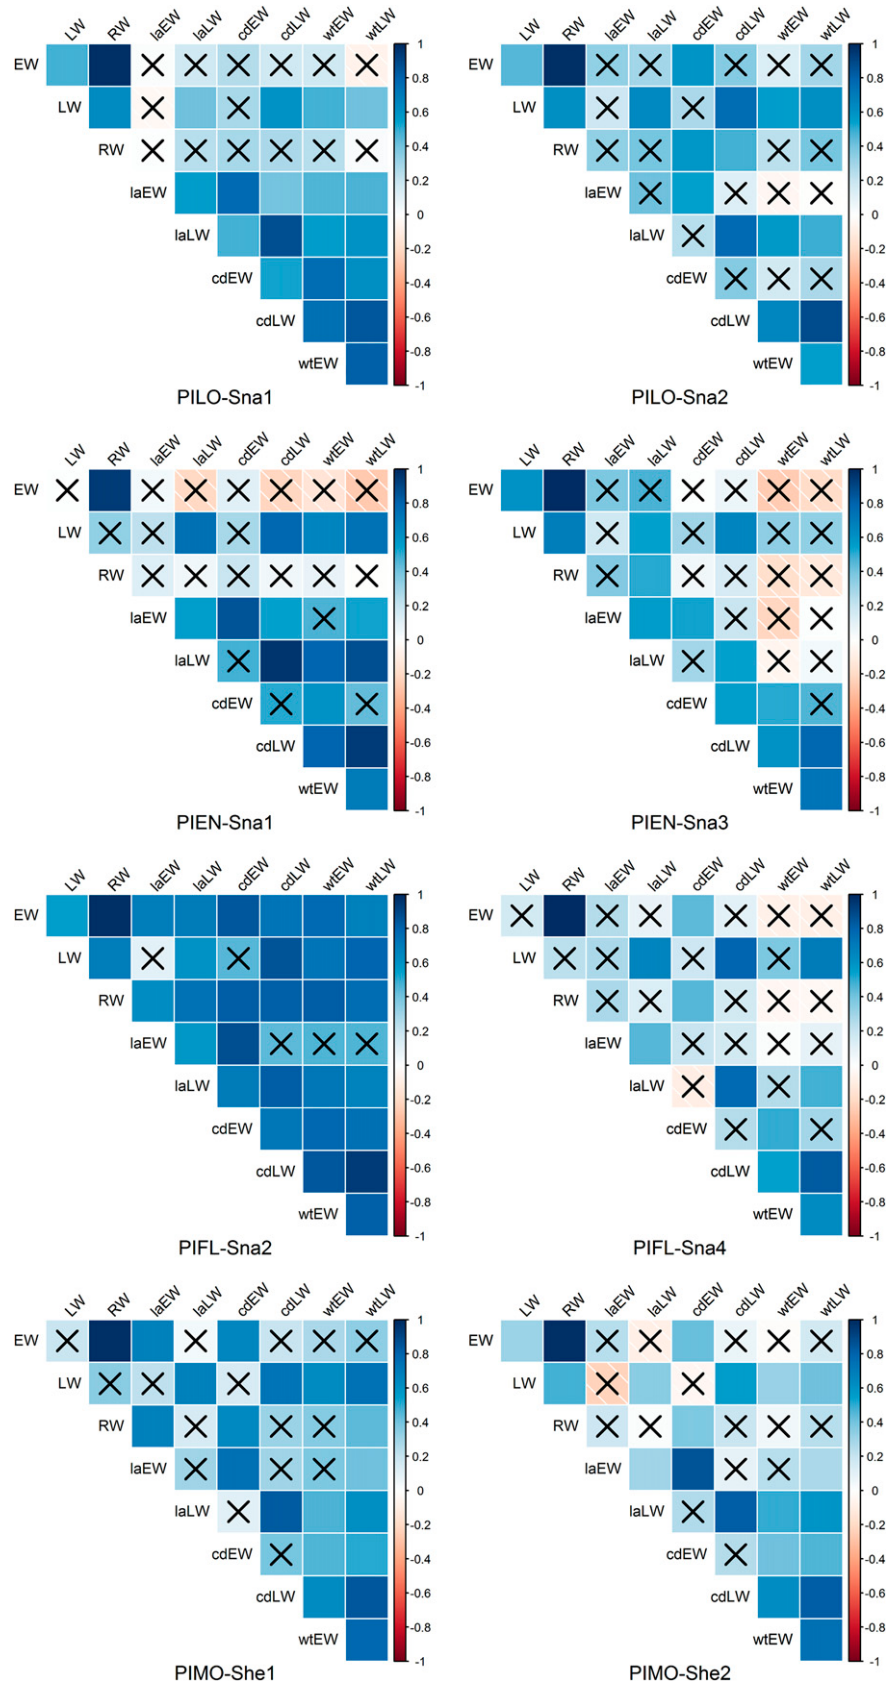 LW RW laEW laLW cdEW cdLW wtEW wtLW
EW
LW
RW
laEW
laLW
cdEW
cdLW
wtEW
1
0.8
0.6
0.4
0.2
0
-0.2
-0.4
-0.6
-0.8
-1
PILO-Sna1
LW RW laEW laLW cdEW cdLW wtEW wtLW
EW
LW
RW
laEW
laLW
cdEW
cdLW
wtEW
1
0.8
0.6
0.4
0.2
0
-0.2
-0.4
-0.6
-0.8
-1
PILO-Sna2
LW RW laEW laLW cdEW cdLW wtEW wtLW
EW
LW
RW
laEW
laLW
cdEW
cdLW
wtEW
1
0.8
0.6
0.4
0.2
0
-0.2
-0.4
-0.6
-0.8
-1
PIEN-Sna1
LW RW laEW laLW cdEW cdLW wtEW wtLW
EW
LW
RW
laEW
laLW
cdEW
cdLW
wtEW
1
0.8
0.6
0.4
0.2
0
-0.2
-0.4
-0.6
-0.8
-1
PIEN-Sna3
LW RW laEW laLW cdEW cdLW wtEW wtLW
EW
LW
RW
laEW
laLW
cdEW
cdLW
wtEW
1
0.8
0.6
0.4
0.2
0
-0.2
-0.4
-0.6
-0.8
-1
PIFL-Sna2
LW RW laEW laLW cdEW cdLW wtEW wtLW
EW
LW
RW
laEW
laLW
cdEW
cdLW
wtEW
1
0.8
0.6
0.4
0.2
0
-0.2
-0.4
-0.6
-0.8
-1
PIFL-Sna4
LW RW laEW laLW cdEW cdLW wtEW wtLW
EW
LW
RW
laEW
laLW
cdEW
cdLW
wtEW
1
0.8
0.6
0.4
0.2
0
-0.2
-0.4
-0.6
-0.8
-1
PIMO-She1
LW RW laEW laLW cdEW cdLW wtEW wtLW
EW
LW
RW
laEW
laLW
cdEW
cdLW
wtEW
1
0.8
0.6
0.4
0.2
0
-0.2
-0.4
-0.6
-0.8
-1
PIMO-She2